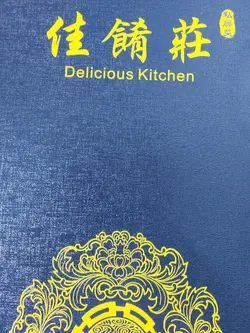 佳餚莊
Delicious Kitchen